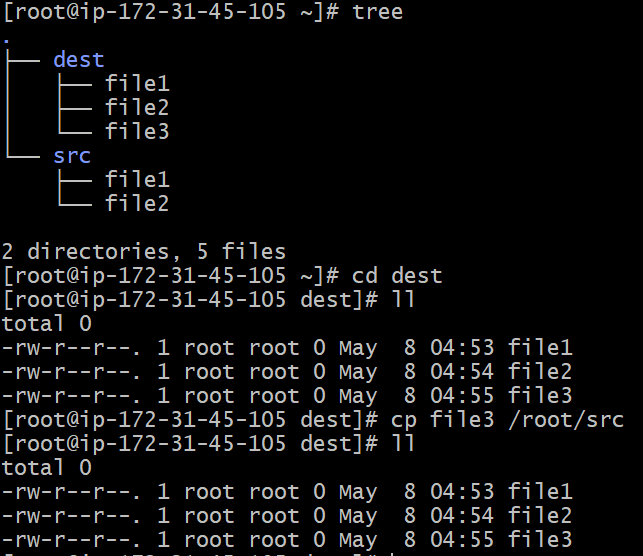 [root@ip-172-31-45-105 ~]# tree
.
├── dest
│   ├── file1
│   ├── file2
│   └── file3
└── src
    ├── file1
    └── file2
2 directories, 5 files
[root@ip-172-31-45-105 ~]# cd dest
[root@ip-172-31-45-105 dest]# ll
total 0
-rw-r--r--. 1 root root 0 May  8 04:53 file1
-rw-r--r--. 1 root root 0 May  8 04:54 file2
-rw-r--r--. 1 root root 0 May  8 04:55 file3
[root@ip-172-31-45-105 dest]# cp file3 /root/src
[root@ip-172-31-45-105 dest]# ll
total 0
-rw-r--r--. 1 root root 0 May  8 04:53 file1
-rw-r--r--. 1 root root 0 May  8 04:54 file2
-rw-r--r--. 1 root root 0 May  8 04:55 file3